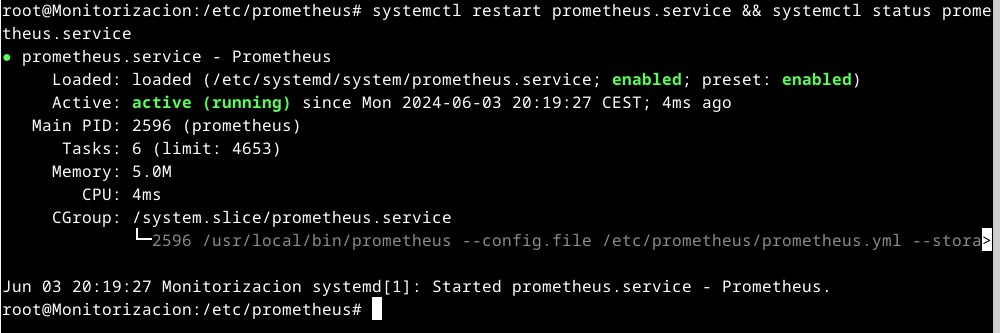 root@Monitorizacion:/etc/prometheus# systemctl restart prometheus.service && systemctl status prome
theus.service
● prometheus.service - Prometheus
     Loaded: loaded (/etc/systemd/system/prometheus.service; enabled; preset: enabled)
     Active: active (running) since Mon 2024-06-03 20:19:27 CEST; 4ms ago
   Main PID: 2596 (prometheus)
      Tasks: 6 (limit: 4653)
     Memory: 5.0M
        CPU: 4ms
     CGroup: /system.slice/prometheus.service
             └─2596 /usr/local/bin/prometheus --config.file /etc/prometheus/prometheus.yml --stora>

Jun 03 20:19:27 Monitorizacion systemd[1]: Started prometheus.service - Prometheus.
root@Monitorizacion:/etc/prometheus#